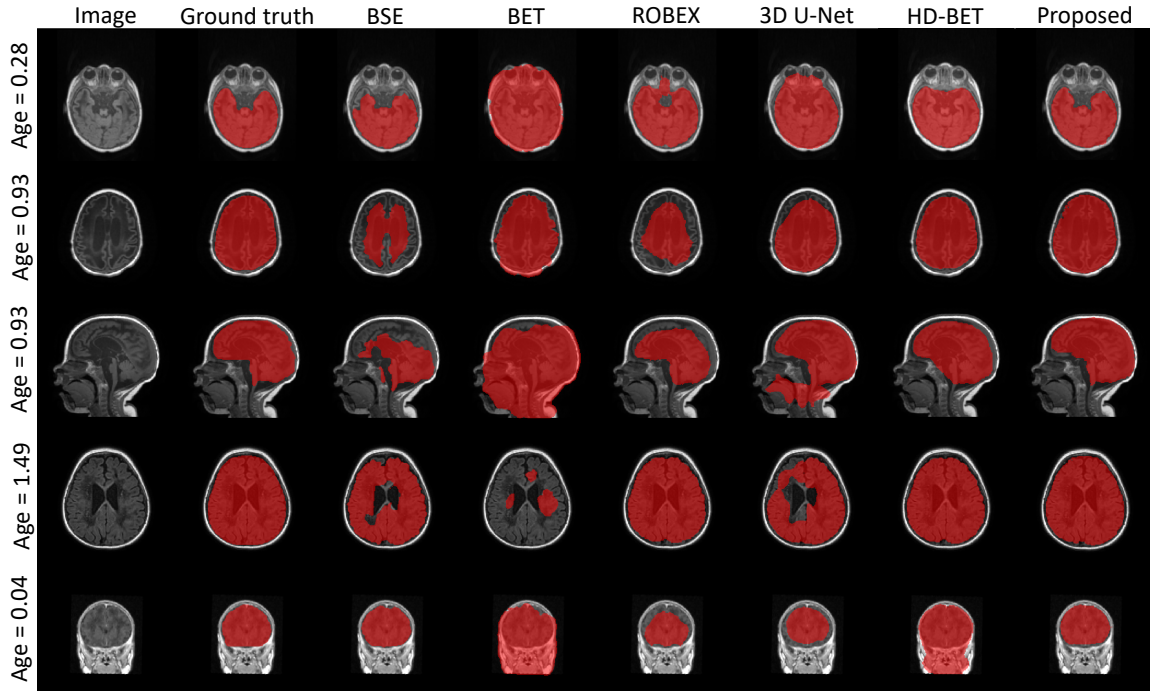 Image Ground truth BSE BET ROBEX 3D U-Net HD-BET Proposed
Age = 0.28
Age = 0.93
Age = 0.93
Age = 1.49
Age = 0.04